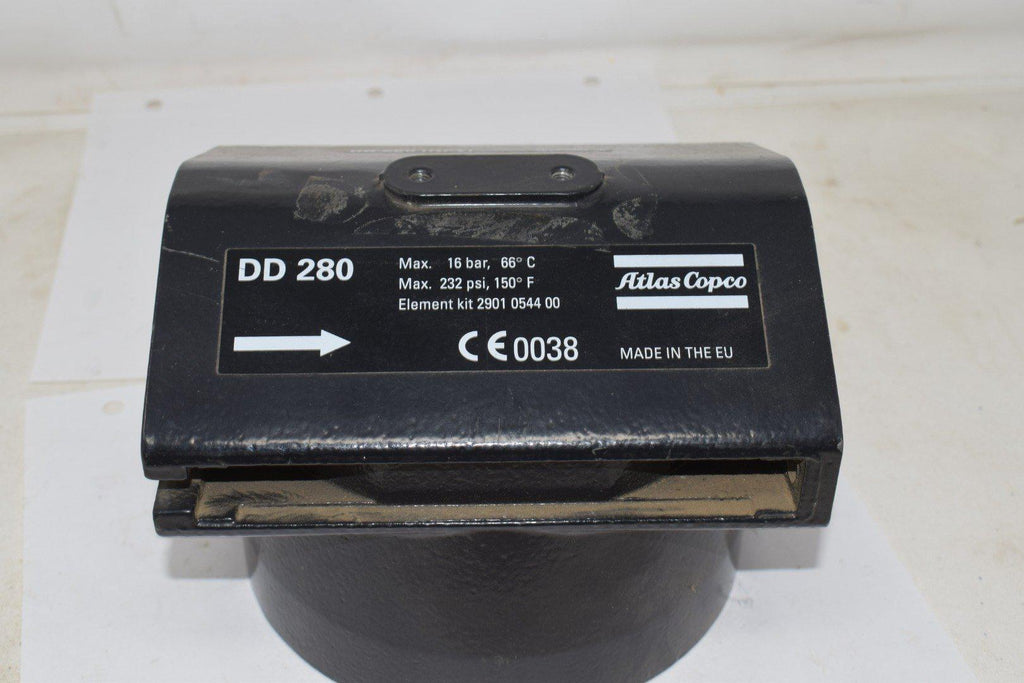 DD 280
Max. 16 bar, 66° C
Max. 232 psi, 150° F
Element kit 2901 0544 00
Atlas Copco
CE 0038
MADE IN THE EU